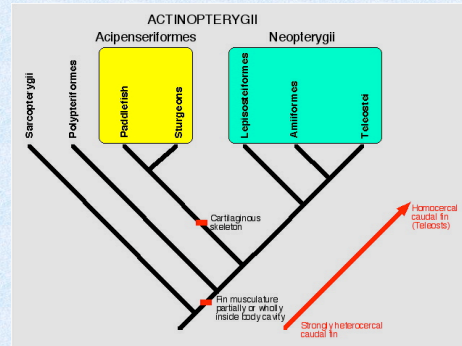 ACTINOPTERYGII
Acipenseriformes
Neopterygii
Sarcopterygii
Polypteriformes
Paddlefish
Sturgeons
Lepisosteiformes
Amiiformes
Teleostei
Cartilaginous
skeleton
Homocercal
caudal fin
(Teleosts)
Fin musculature
partially or wholly
inside body cavity
Strongly heterocercal
caudal fin